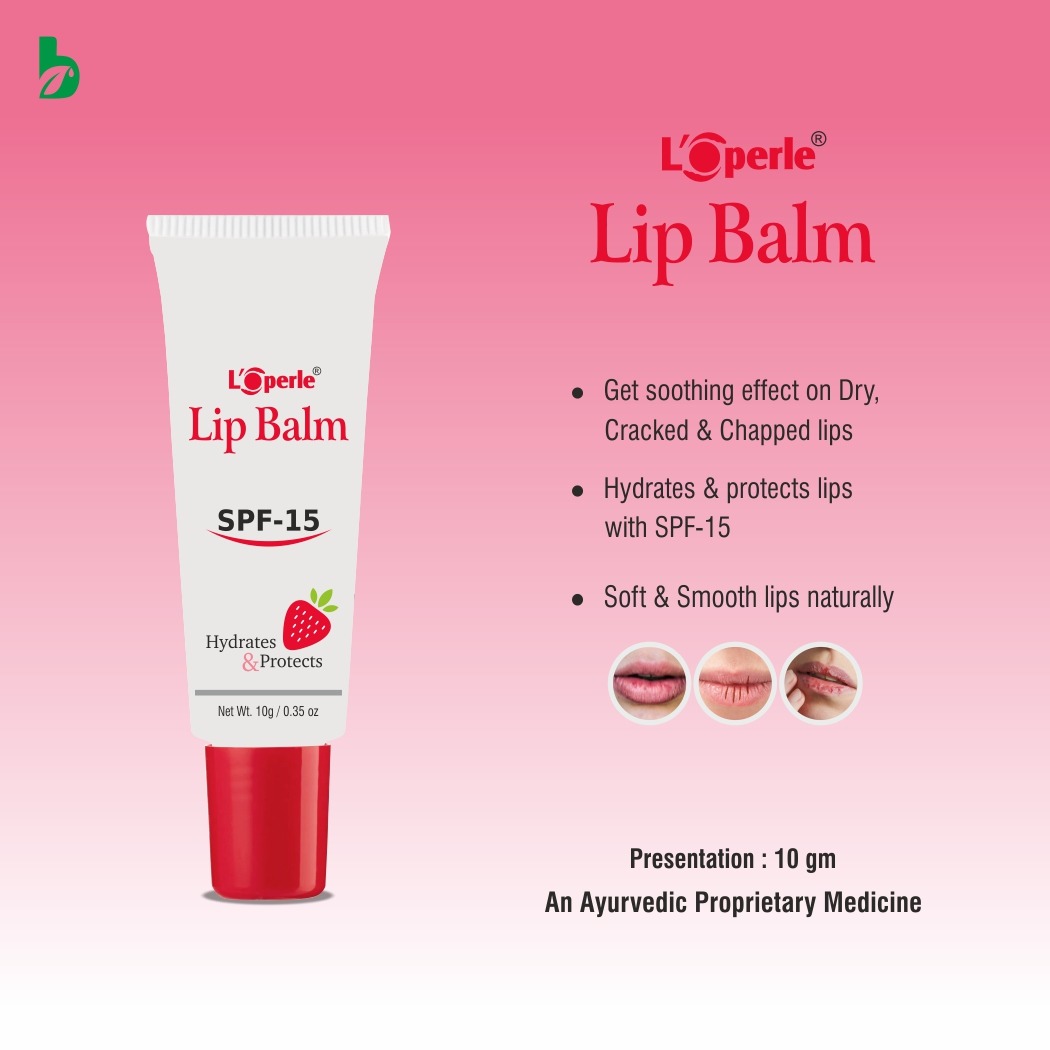 L'Operle®
Lip Balm
SPF-15
Hydrates
&Protects
Net Wt. 10g / 0.35 oz
L'Operle®
Lip Balm
● Get soothing effect on Dry,
Cracked & Chapped lips
● Hydrates & protects lips
with SPF-15
● Soft & Smooth lips naturally
Presentation : 10 gm
An Ayurvedic Proprietary Medicine